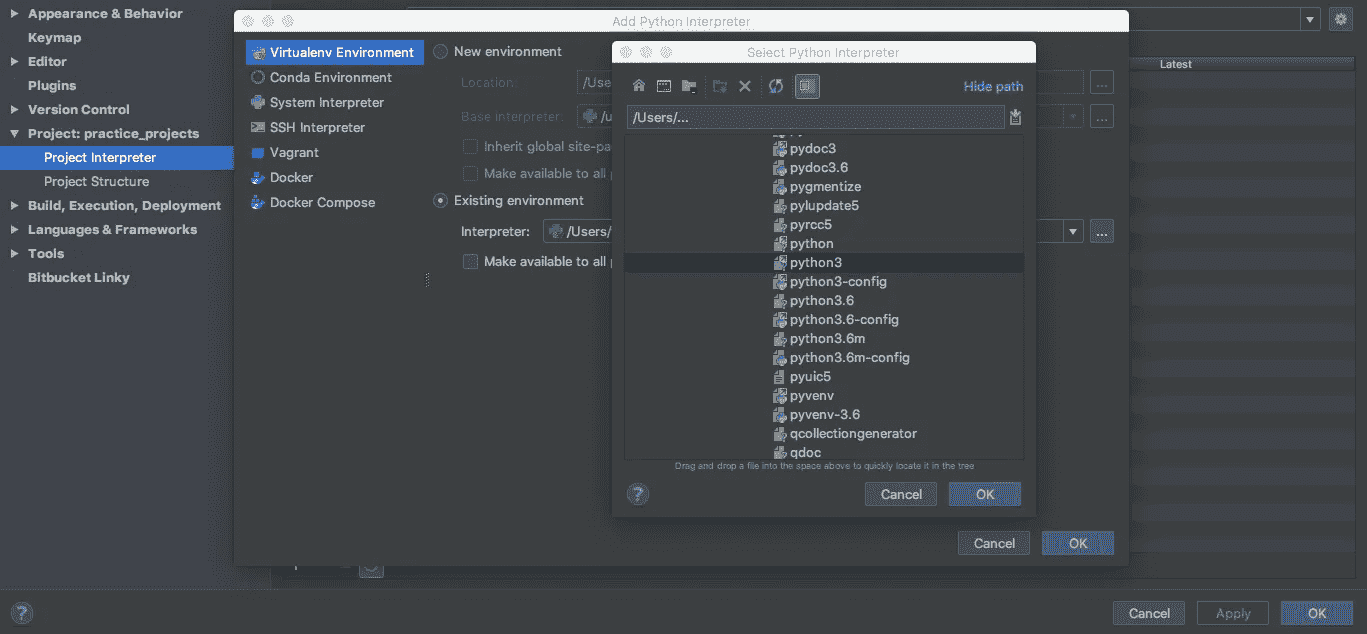 Appearance & Behavior
Keymap
Editor
Plugins
Version Control
Project: practice_projects
Project Interpreter
Project Structure
Build, Execution, Deployment
Languages & Frameworks
Tools
Bitbucket Linky
Add Python Interpreter
Virtualenv Environment
Conda Environment
System Interpreter
SSH Interpreter
Vagrant
Docker
Docker Compose
New environment
Location: /Use
...
Base interpreter: /u
...
Inherit global site-pa
Make available to all
Existing environment
Interpreter: /Users/
...
Make available to all
Select Python Interpreter
Hide path
/Users/...
pydoc3
pydoc3.6
pygmentize
pylupdate5
pyrcc5
python
python3
python3-config
python3.6
python3.6-config
python3.6m
python3.6m-config
pyuic5
pyvenv
pyvenv-3.6
qcollectiongenerator
qdoc
Drag and drop a file into the space above to quickly locate it in the tree
? Cancel OK
Cancel OK
Latest
? Cancel Apply OK